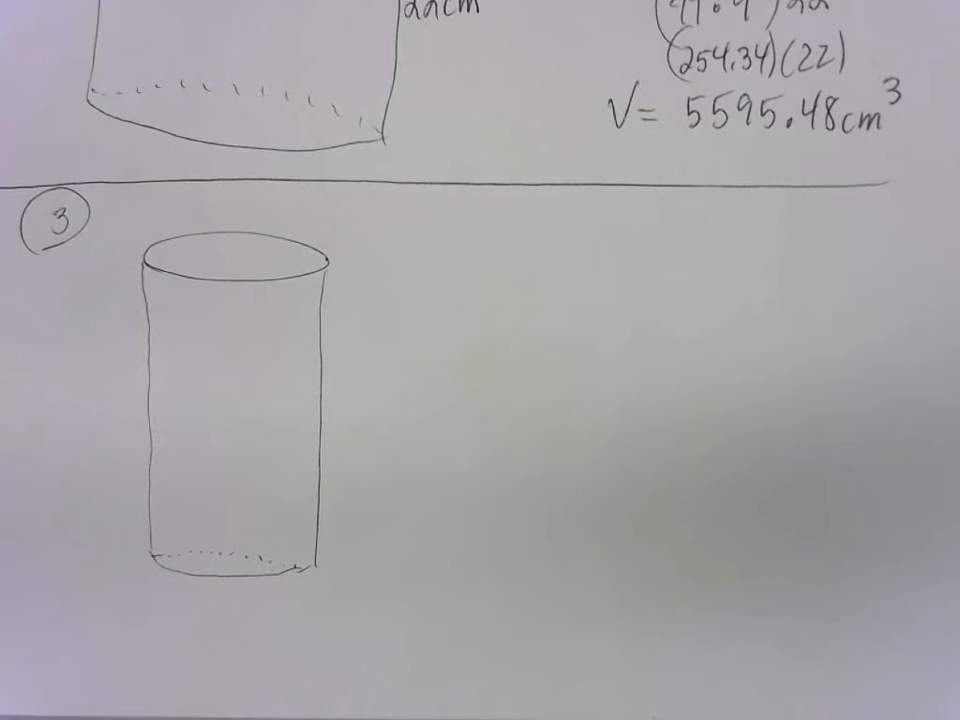 22cm
(254.34)(22)
V= 5595.48cm³
3